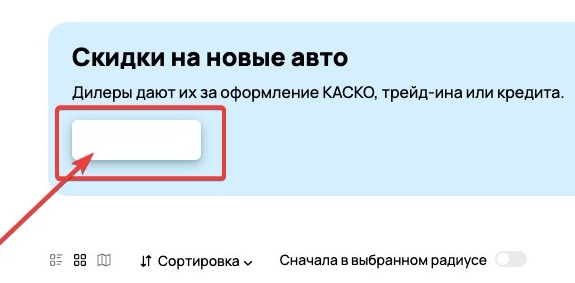 Скидки на новые авто
Дилеры дают их за оформление КАСКО, трейд-ина или кредита.
Сортировка
Сначала в выбранном радиусе